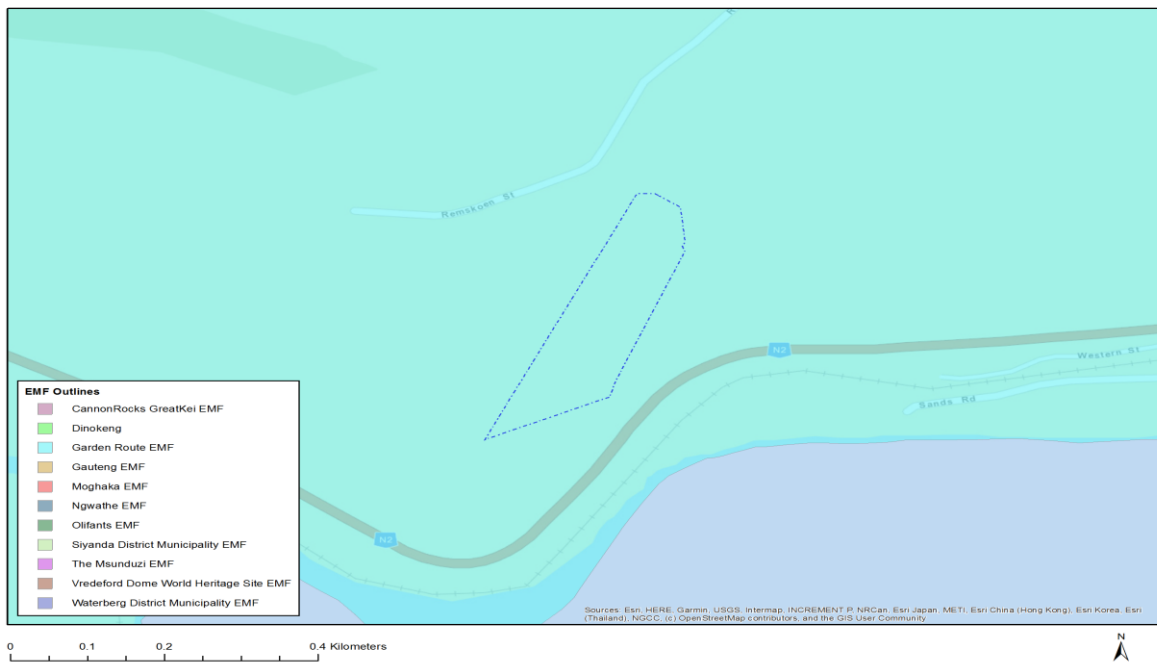 Remskoen St
N2
Western St
Sands Rd
N2
EMF Outlines
CannonRocks GreatKei EMF
Dinokeng
Garden Route EMF
Gauteng EMF
Moghaka EMF
Ngwathe EMF
Olifants EMF
Siyanda District Municipality EMF
The Msunduzi EMF
Vredeford Dome World Heritage Site EMF
Waterberg District Municipality EMF
Sources: Esri, HERE, Garmin, USGS, Intermap, INCREMENT P, NRCan, Esri Japan, METI, Esri China (Hong Kong), Esri Korea, Esri
(Thailand), NGCC, (c) OpenStreetMap contributors, and the GIS User Community
0 0.1 0.2 0.4 Kilometers
N